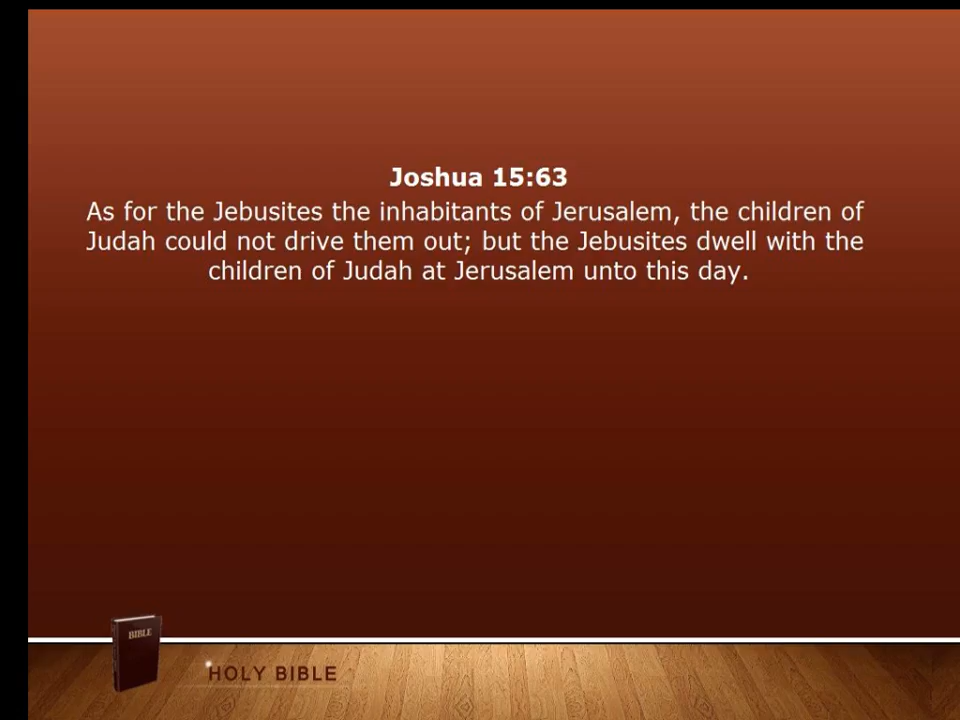 Joshua 15:63
As for the Jebusites the inhabitants of Jerusalem, the children of
Judah could not drive them out; but the Jebusites dwell with the
children of Judah at Jerusalem unto this day.
BIBLE
HOLY BIBLE